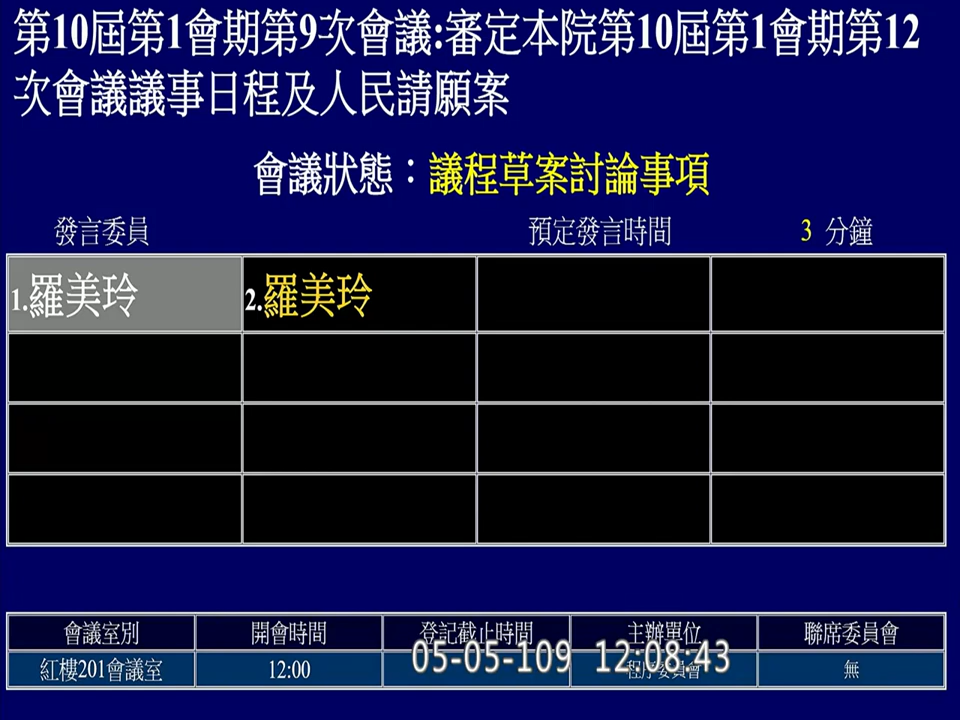 第10屆第1會期第9次會議:審定本院第10屆第1會期第12
次會議議事日程及人民請願案
會議狀態：議程草案討論事項
發言委員 預定發言時間 3 分鐘
1.羅美玲 2.羅美玲
會議室別 開會時間 登記截止時間 主辦單位 聯席委員會
紅樓201會議室 12:00 程序委員會 無
05-05-109 12:08:43